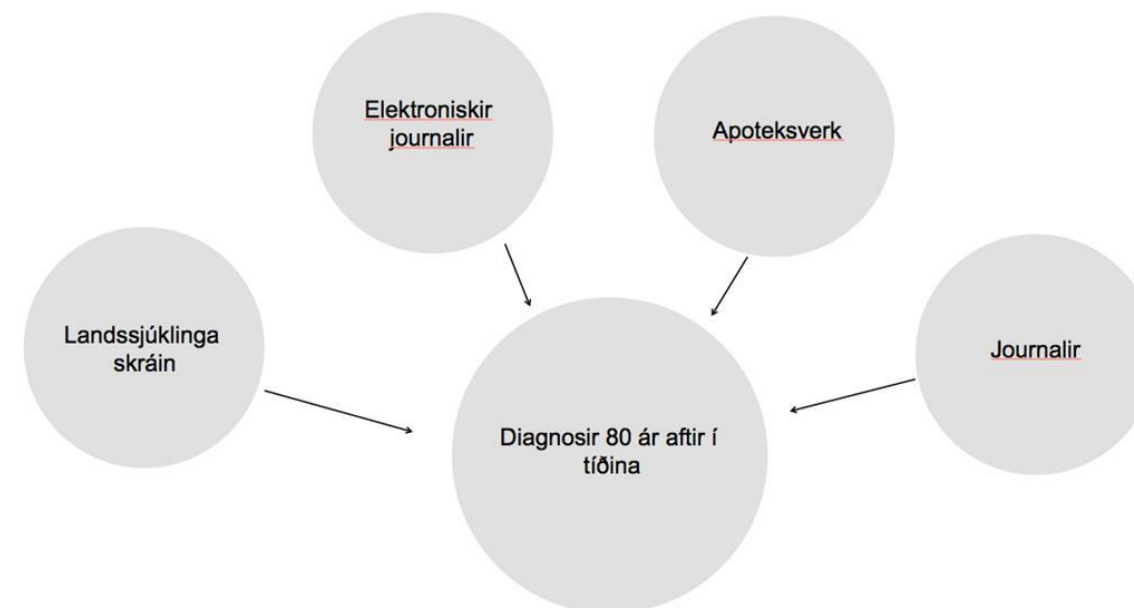 Elektroniskir
journalir
Apoteksverk
Landssjúklinga
skráin
Journalir
Diagnosir 80 ár aftir í
tíðina